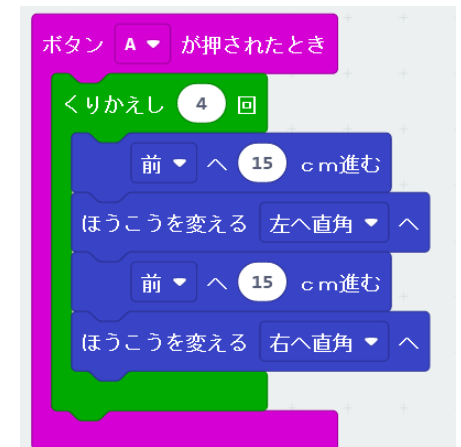 ボタン A が押されたとき
くりかえし 4 回
前 へ 15 cm進む
ほうこうを変える 左へ直角 へ
前 へ 15 cm進む
ほうこうを変える 右へ直角 へ